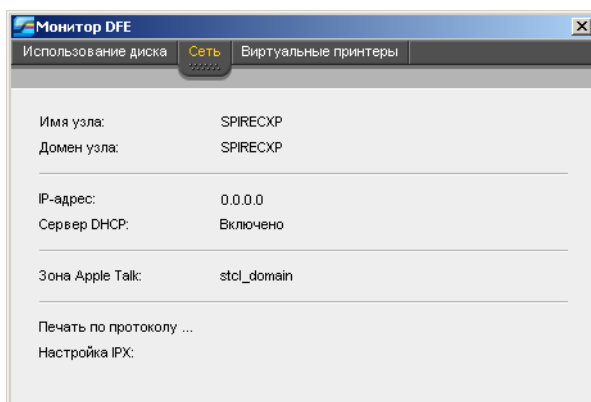 Монитор DFE
Использование диска Сеть Виртуальные принтеры
Имя узла: SPIRECXP
Домен узла: SPIRECXP
IP-адрес: 0.0.0.0
Сервер DHCP: Включено
Зона Apple Talk: stcl_domain
Печать по протоколу ...
Настройка IPX: